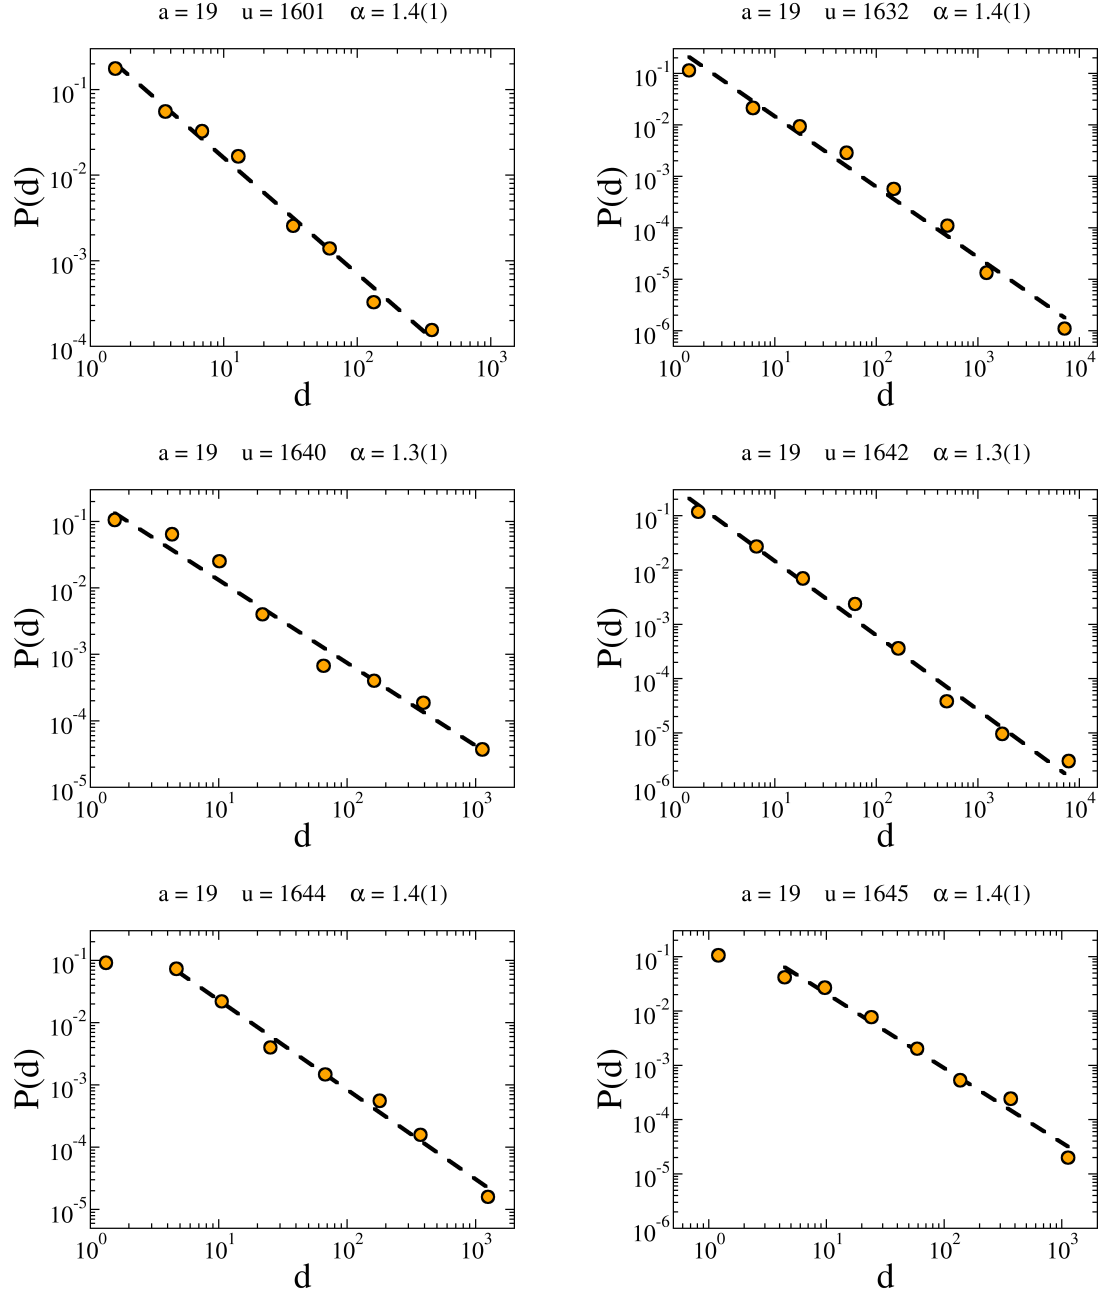 a = 19 u = 1601 α = 1.4(1)
a = 19 u = 1632 α = 1.4(1)
P(d)
10^-1
10^-2
10^-3
10^-4
10^0 10^1 10^2 10^3
d
P(d)
10^-1
10^-2
10^-3
10^-4
10^-5
10^-6
10^0 10^1 10^2 10^3 10^4
d
a = 19 u = 1640 α = 1.3(1)
a = 19 u = 1642 α = 1.3(1)
P(d)
10^-1
10^-2
10^-3
10^-4
10^-5
10^0 10^1 10^2 10^3
d
P(d)
10^-1
10^-2
10^-3
10^-4
10^-5
10^-6
10^0 10^1 10^2 10^3 10^4
d
a = 19 u = 1644 α = 1.4(1)
a = 19 u = 1645 α = 1.4(1)
P(d)
10^-1
10^-2
10^-3
10^-4
10^-5
10^0 10^1 10^2 10^3
d
P(d)
10^-1
10^-2
10^-3
10^-4
10^-5
10^-6
10^0 10^1 10^2 10^3
d